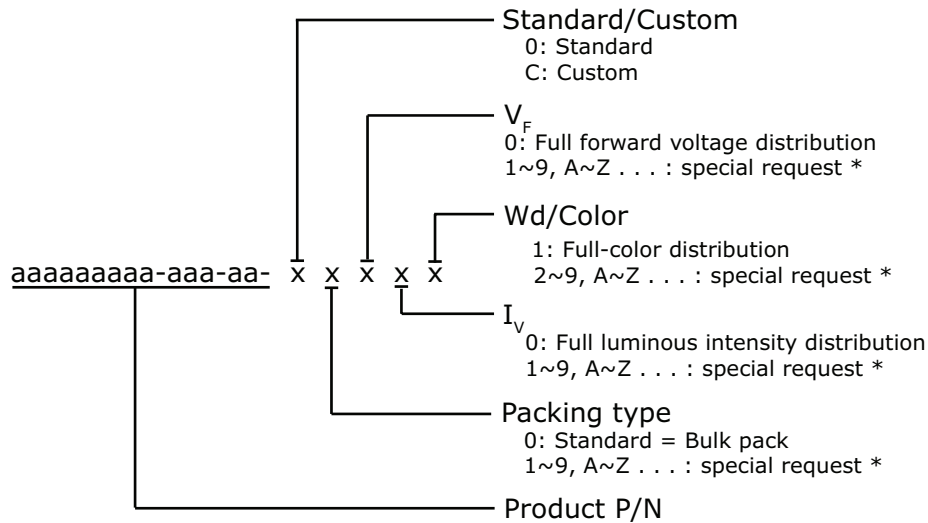 Standard/Custom
0: Standard
C: Custom
VF
0: Full forward voltage distribution
1~9, A~Z . . . : special request *
Wd/Color
1: Full-color distribution
2~9, A~Z . . . : special request *
aaaaaaaaa-aaa-aa- x x x x x
IV
0: Full luminous intensity distribution
1~9, A~Z . . . : special request *
Packing type
0: Standard = Bulk pack
1~9, A~Z . . . : special request *
Product P/N